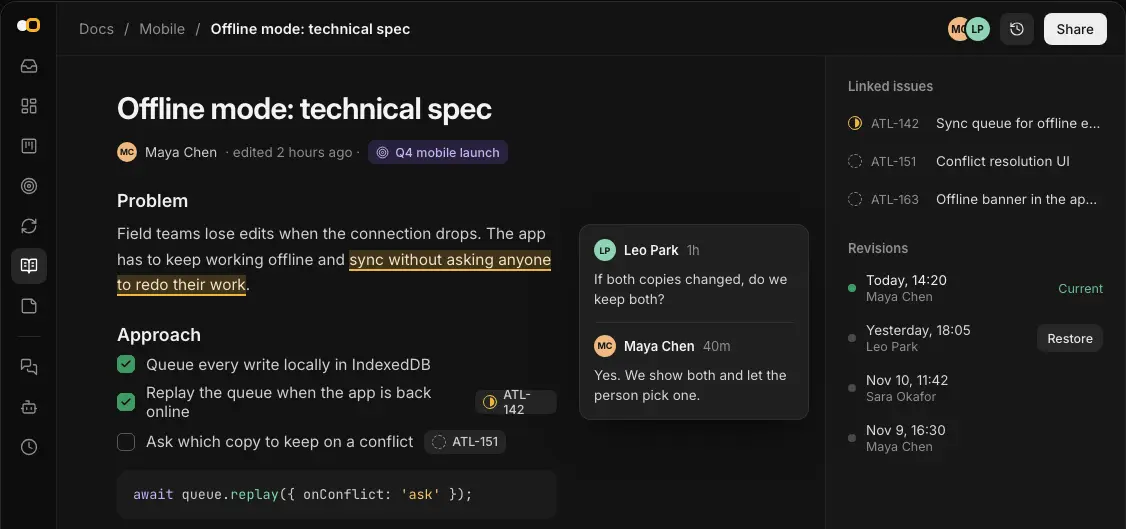 Docs / Mobile / Offline mode: technical spec
MC LP
Share
Offline mode: technical spec
MC Maya Chen · edited 2 hours ago · Q4 mobile launch
Problem
Field teams lose edits when the connection drops. The app
has to keep working offline and sync without asking anyone
to redo their work.
Approach
Queue every write locally in IndexedDB
Replay the queue when the app is back
online
ATL-
142
Ask which copy to keep on a conflict ATL-151
await queue.replay({ onConflict: 'ask' });
LP Leo Park 1h
If both copies changed, do we
keep both?
MC Maya Chen 40m
Yes. We show both and let the
person pick one.
Linked issues
ATL-142 Sync queue for offline e...
ATL-151 Conflict resolution UI
ATL-163 Offline banner in the ap...
Revisions
Today, 14:20
Maya Chen
Current
Yesterday, 18:05
Leo Park
Restore
Nov 10, 11:42
Sara Okafor
Nov 9, 16:30
Maya Chen